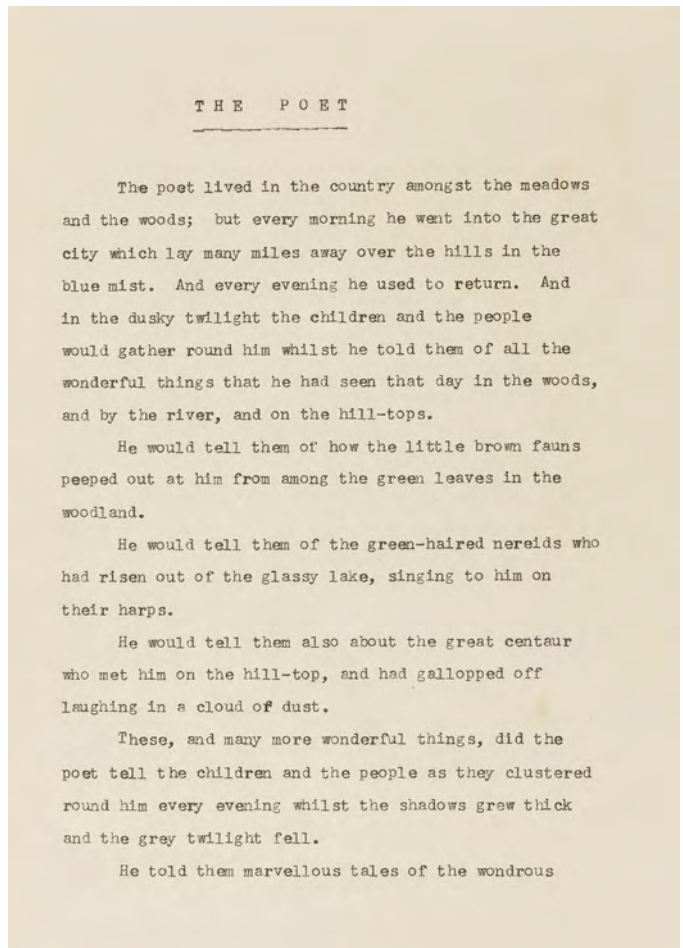 THE POET
The poet lived in the country amongst the meadows
and the woods; but every morning he went into the great
city which lay many miles away over the hills in the
blue mist. And every evening he used to return. And
in the dusky twilight the children and the people
would gather round him whilst he told them of all the
wonderful things that he had seen that day in the woods,
and by the river, and on the hill-tops.
He would tell them of how the little brown fauns
peeped out at him from among the green leaves in the
woodland.
He would tell them of the green-haired nereids who
had risen out of the glassy lake, singing to him on
their harps.
He would tell them also about the great centaur
who met him on the hill-top, and had gallopped off
laughing in a cloud of dust.
These, and many more wonderful things, did the
poet tell the children and the people as they clustered
round him every evening whilst the shadows grew thick
and the grey twilight fell.
He told them marvellous tales of the wondrous